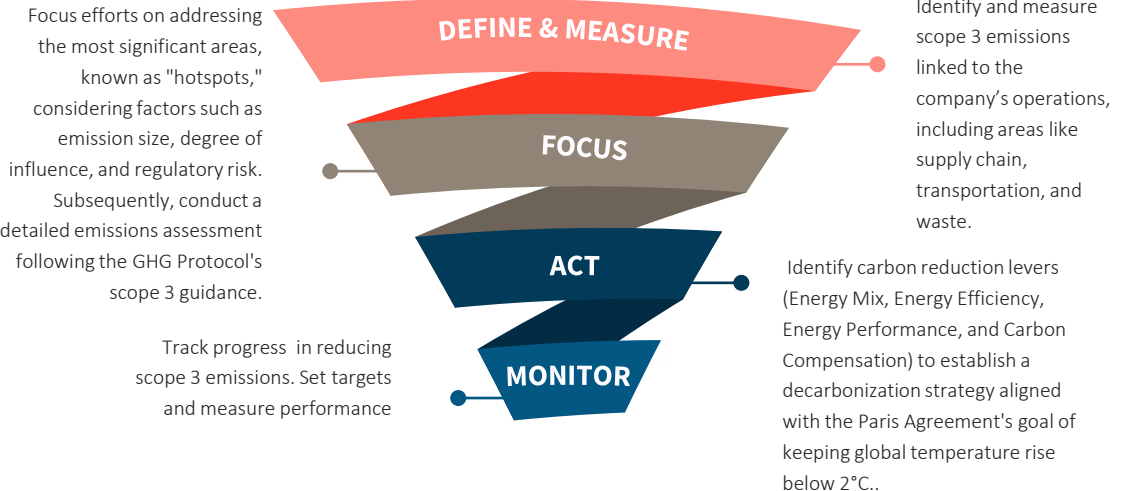 DEFINE & MEASURE
Identify and measure
scope 3 emissions
linked to the
company’s operations,
including areas like
supply chain,
transportation, and
waste.
FOCUS
Focus efforts on addressing
the most significant areas,
known as "hotspots,"
considering factors such as
emission size, degree of
influence, and regulatory risk.
Subsequently, conduct a
detailed emissions assessment
following the GHG Protocol's
scope 3 guidance.
ACT
Identify carbon reduction levers
(Energy Mix, Energy Efficiency,
Energy Performance, and Carbon
Compensation) to establish a
decarbonization strategy aligned
with the Paris Agreement's goal of
keeping global temperature rise
below 2°C..
MONITOR
Track progress  in reducing
scope 3 emissions. Set targets
and measure performance